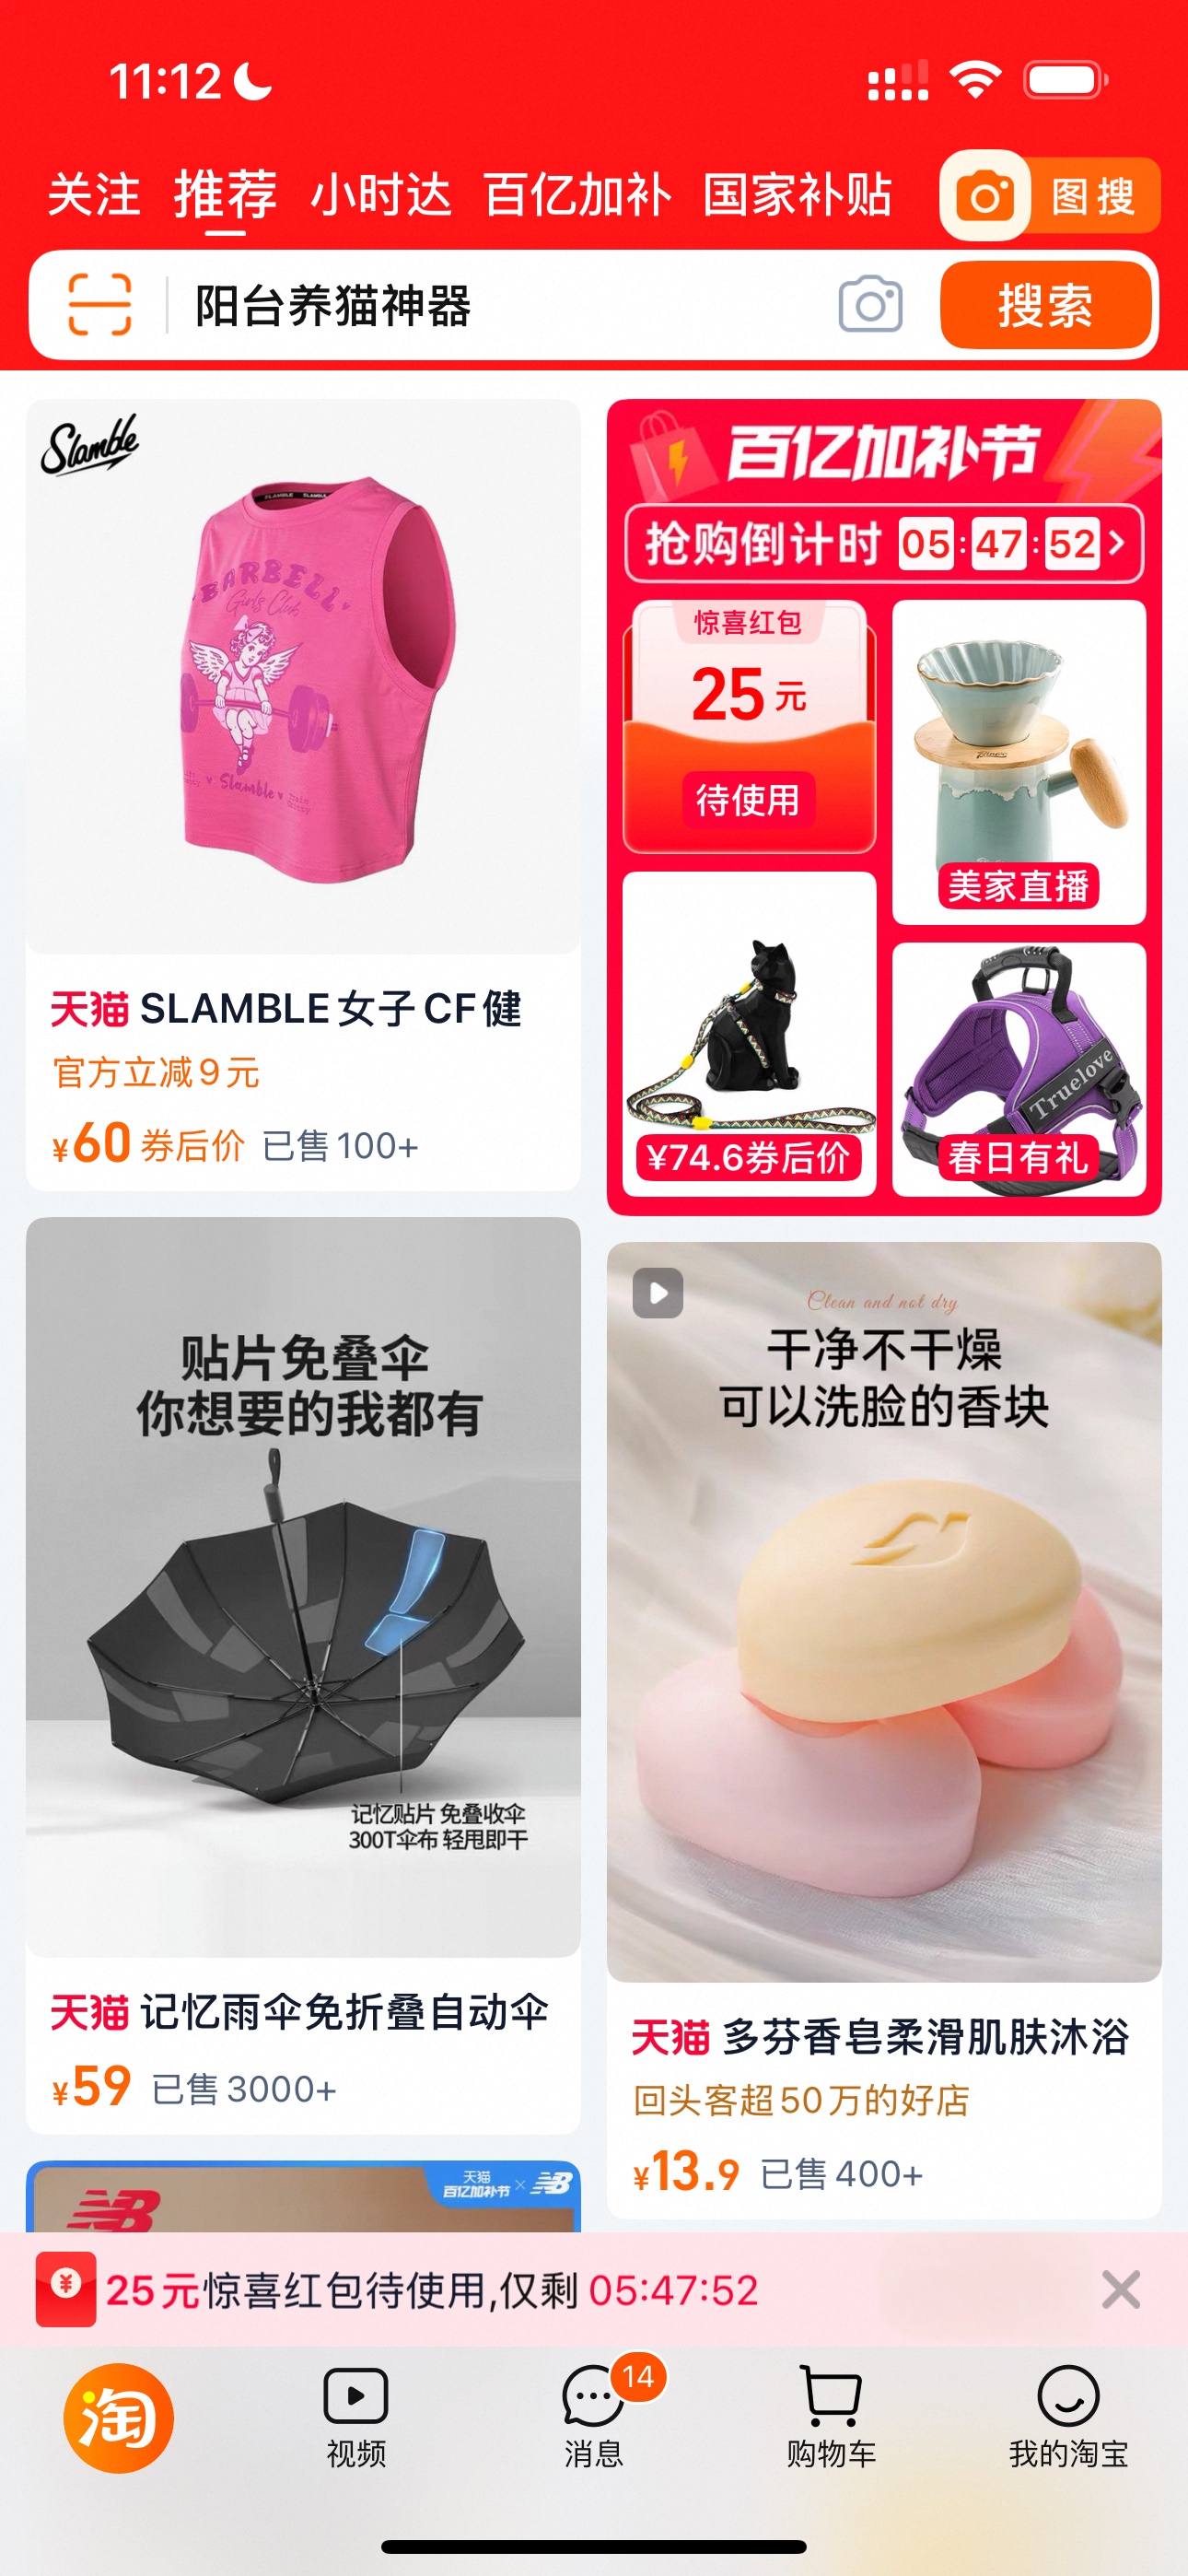 11:12
关注 推荐 小时达 百亿加补 国家补贴 图搜
阳台养猫神器 搜索
Slamble
SLAMBLE SLAMBLE
BARBELL
Girls Club
Slamble
天猫 SLAMBLE女子CF健
官方立减9元
¥60 券后价 已售100+
百亿加补节
抢购倒计时 05:47:52
惊喜红包
25元
待使用
美家直播
¥74.6券后价
Truelove
春日有礼
贴片免叠伞
你想要的我都有
记忆贴片 免叠收伞
300T伞布 轻甩即干
天猫 记忆雨伞免折叠自动伞
¥59 已售3000+
Clean and not dry
干净不干燥
可以洗脸的香块
天猫 多芬香皂柔滑肌肤沐浴
回头客超50万的好店
¥13.9 已售400+
NB
天猫
百亿加补节 × NB
¥
25元惊喜红包待使用,仅剩 05:47:52
淘
视频
14
消息
购物车
我的淘宝